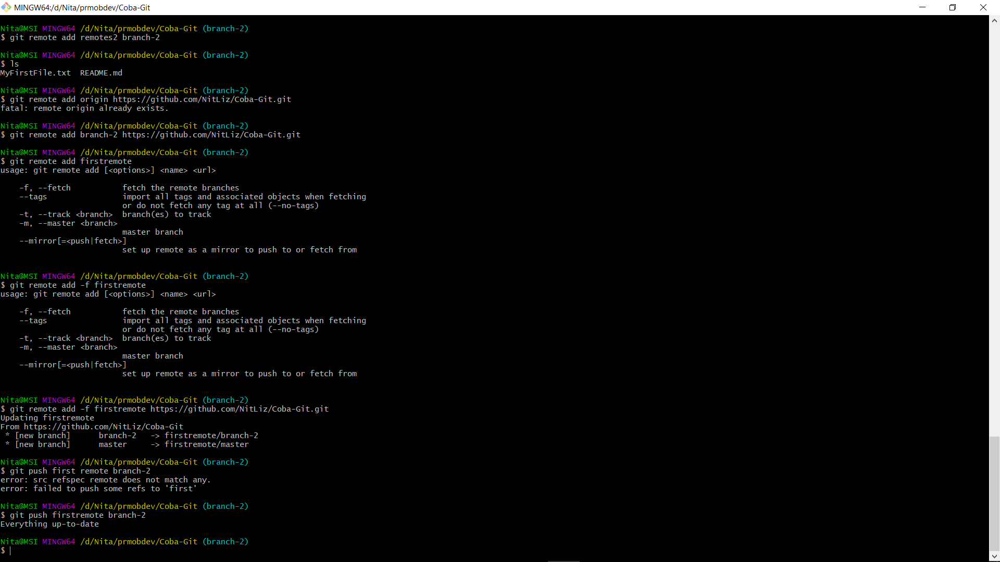 MINGW64:/d/Nita/prmobdev/Coba-Git
Nita@MSI MINGW64 /d/Nita/prmobdev/Coba-Git (branch-2)
$ git remote add remotes2 branch-2
Nita@MSI MINGW64 /d/Nita/prmobdev/Coba-Git (branch-2)
$ ls
MyFirstFile.txt  README.md
Nita@MSI MINGW64 /d/Nita/prmobdev/Coba-Git (branch-2)
$ git remote add origin https://github.com/NitLiz/Coba-Git.git
fatal: remote origin already exists.
Nita@MSI MINGW64 /d/Nita/prmobdev/Coba-Git (branch-2)
$ git remote add branch-2 https://github.com/NitLiz/Coba-Git.git
Nita@MSI MINGW64 /d/Nita/prmobdev/Coba-Git (branch-2)
$ git remote add firstremote
usage: git remote add [<options>] <name> <url>
    -f, --fetch           fetch the remote branches
    --tags                import all tags and associated objects when fetching
                          or do not fetch any tag at all (--no-tags)
    -t, --track <branch>  branch(es) to track
    -m, --master <branch>
                          master branch
    --mirror[=<push|fetch>]
                          set up remote as a mirror to push to or fetch from
Nita@MSI MINGW64 /d/Nita/prmobdev/Coba-Git (branch-2)
$ git remote add -f firstremote
usage: git remote add [<options>] <name> <url>
    -f, --fetch           fetch the remote branches
    --tags                import all tags and associated objects when fetching
                          or do not fetch any tag at all (--no-tags)
    -t, --track <branch>  branch(es) to track
    -m, --master <branch>
                          master branch
    --mirror[=<push|fetch>]
                          set up remote as a mirror to push to or fetch from
Nita@MSI MINGW64 /d/Nita/prmobdev/Coba-Git (branch-2)
$ git remote add -f firstremote https://github.com/NitLiz/Coba-Git.git
Updating firstremote
From https://github.com/NitLiz/Coba-Git
 * [new branch]      branch-2   -> firstremote/branch-2
 * [new branch]      master     -> firstremote/master
Nita@MSI MINGW64 /d/Nita/prmobdev/Coba-Git (branch-2)
$ git push first remote branch-2
error: src refspec remote does not match any.
error: failed to push some refs to 'first'
Nita@MSI MINGW64 /d/Nita/prmobdev/Coba-Git (branch-2)
$ git push firstremote branch-2
Everything up-to-date
Nita@MSI MINGW64 /d/Nita/prmobdev/Coba-Git (branch-2)
$